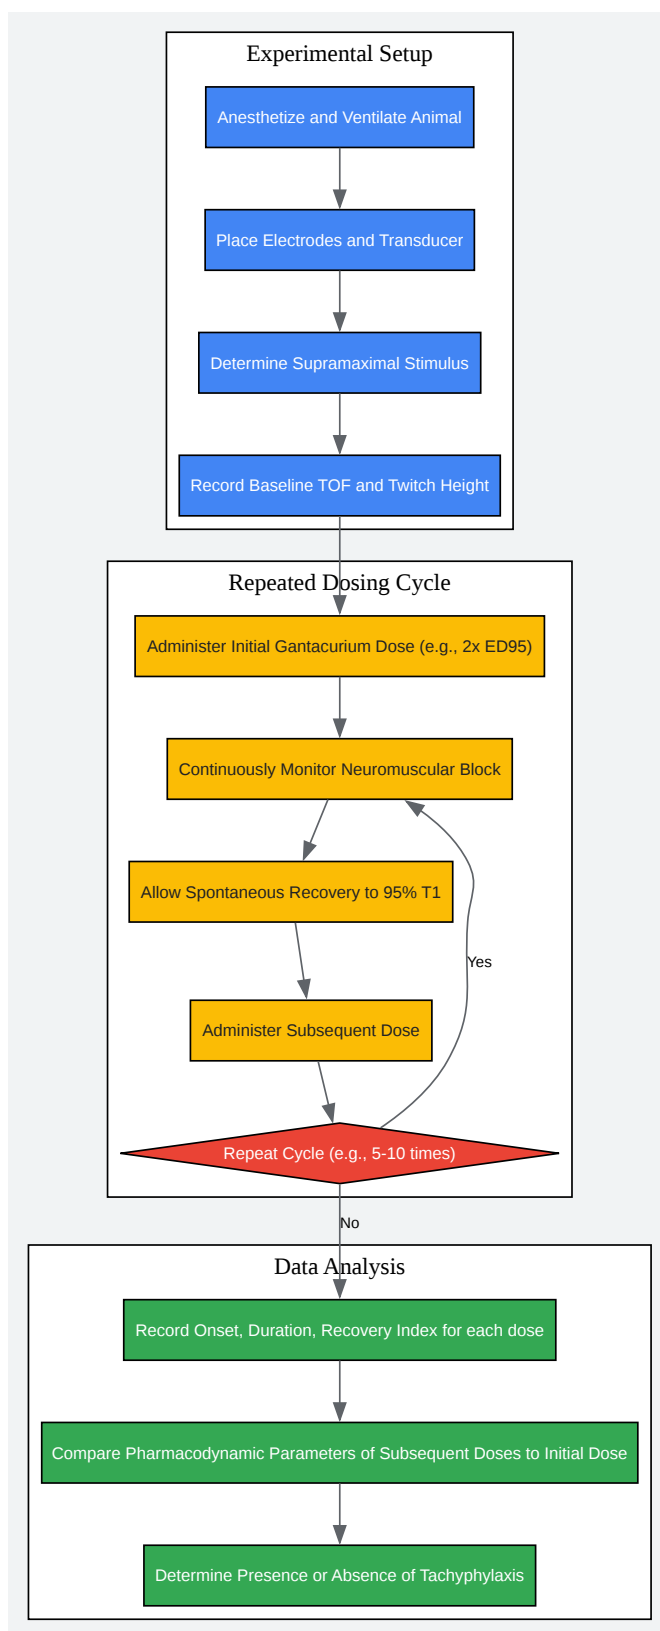 Experimental Setup
Anesthetize and Ventilate Animal
Place Electrodes and Transducer
Determine Supramaximal Stimulus
Record Baseline TOF and Twitch Height
Repeated Dosing Cycle
Administer Initial Gantacurium Dose (e.g., 2x ED95)
Continuously Monitor Neuromuscular Block
Allow Spontaneous Recovery to 95% T1
Yes
Administer Subsequent Dose
Repeat Cycle (e.g., 5-10 times)
No
Data Analysis
Record Onset, Duration, Recovery Index for each dose
Compare Pharmacodynamic Parameters of Subsequent Doses to Initial Dose
Determine Presence or Absence of Tachyphylaxis